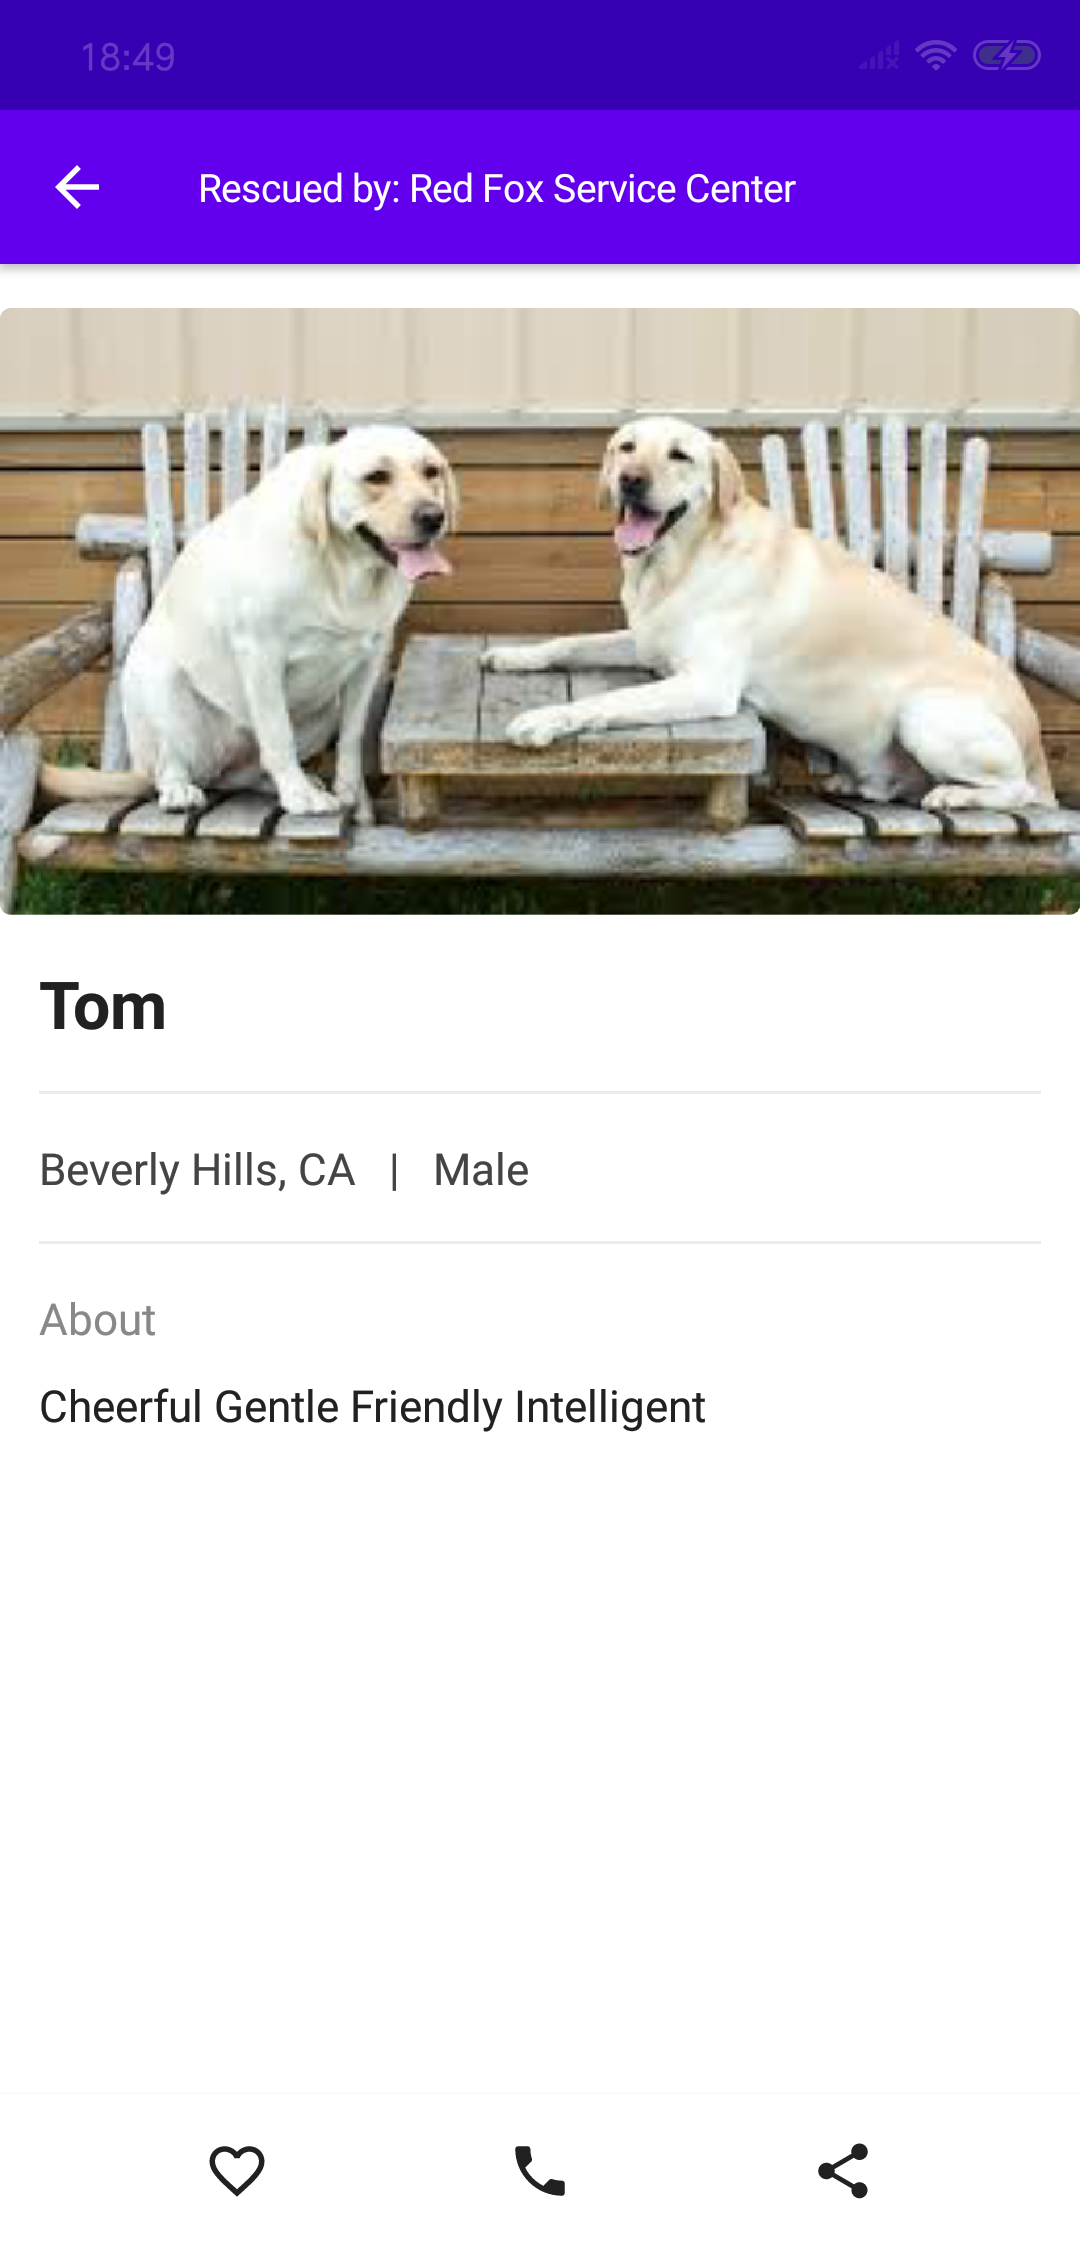 18:49
Rescued by: Red Fox Service Center
Tom
Beverly Hills, CA | Male
About
Cheerful Gentle Friendly Intelligent